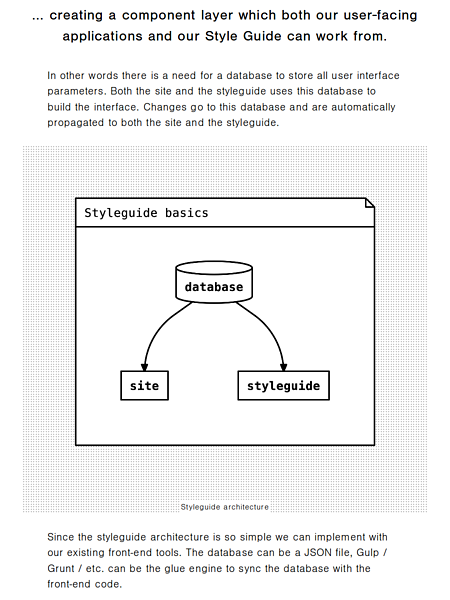 ... creating a component layer which both our user-facing
applications and our Style Guide can work from.
In other words there is a need for a database to store all user interface
parameters. Both the site and the styleguide uses this database to
build the interface. Changes go to this database and are automatically
propagated to both the site and the styleguide.
Styleguide basics
database
site
styleguide
Styleguide architecture
Since the styleguide architecture is so simple we can implement with
our existing front-end tools. The database can be a JSON file, Gulp /
Grunt / etc. can be the glue engine to sync the database with the
front-end code.